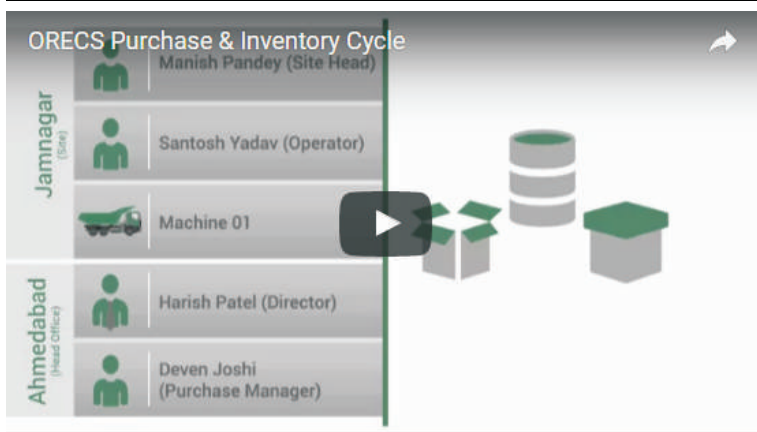 ORECS Purchase & Inventory Cycle
Jamnagar
(Site)
Manish Pandey (Site Head)
Santosh Yadav (Operator)
Machine 01
Ahmedabad
(Head Office)
Harish Patel (Director)
Deven Joshi
(Purchase Manager)